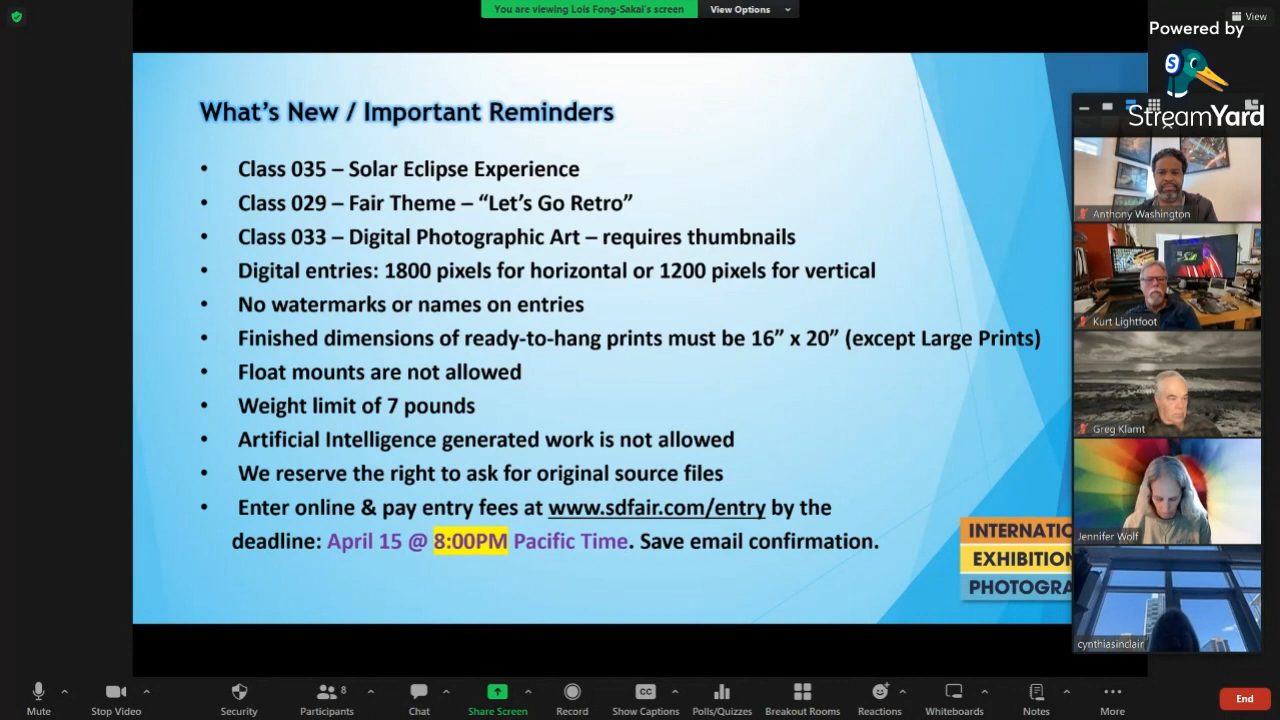 You are viewing Lois Fong-Sakai's screen
View Options
View
Powered by
StreamYard
What's New / Important Reminders
• Class 035 – Solar Eclipse Experience
• Class 029 – Fair Theme – “Let’s Go Retro”
• Class 033 – Digital Photographic Art – requires thumbnails
• Digital entries: 1800 pixels for horizontal or 1200 pixels for vertical
• No watermarks or names on entries
• Finished dimensions of ready-to-hang prints must be 16” x 20” (except Large Prints)
• Float mounts are not allowed
• Weight limit of 7 pounds
• Artificial Intelligence generated work is not allowed
• We reserve the right to ask for original source files
• Enter online & pay entry fees at www.sdfair.com/entry by the
deadline: April 15 @ 8:00PM Pacific Time. Save email confirmation.
INTERNATIO
EXHIBITION
PHOTOGRA
Anthony Washington
Kurt Lightfoot
Greg Klamt
Jennifer Wolf
cynthiasinclair
8
Mute
Stop Video
Security
Participants
Chat
Share Screen
Record
CC
Show Captions
Polls/Quizzes
Breakout Rooms
Reactions
Whiteboards
Notes
More
End